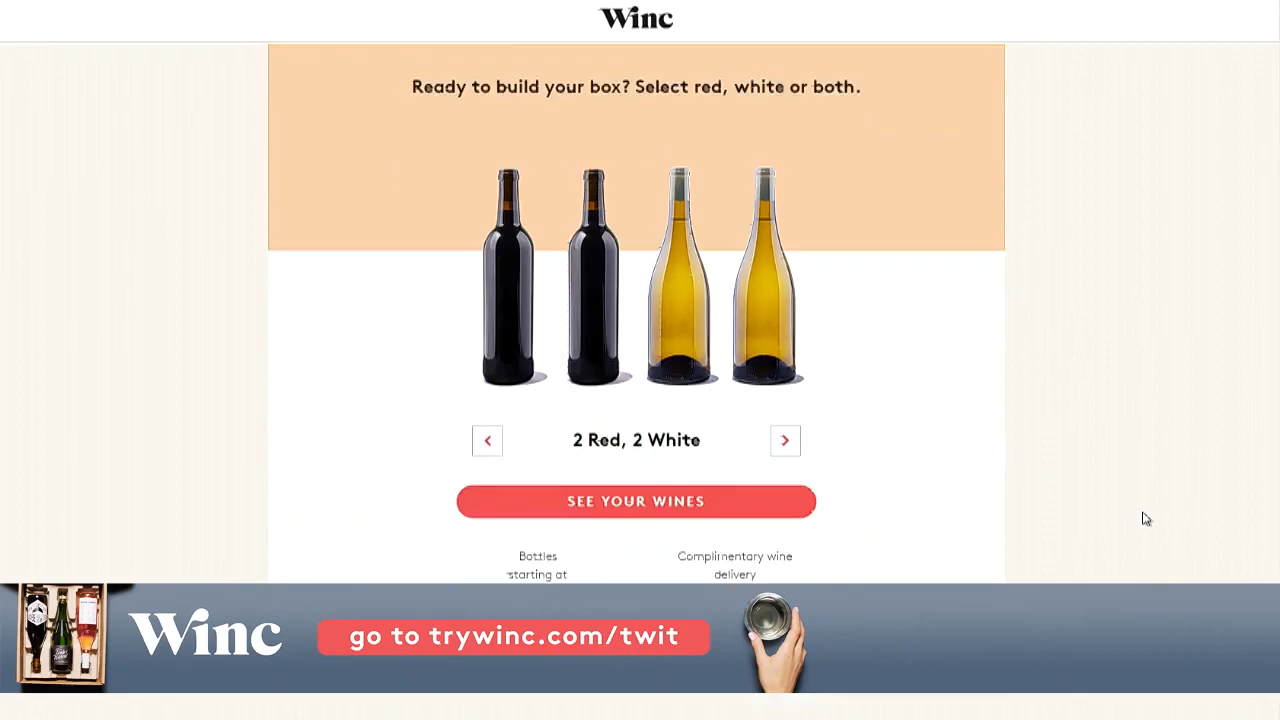 Winc
Ready to build your box? Select red, white or both.
2 Red, 2 White
SEE YOUR WINES
Bottles
starting at
Complimentary wine
delivery
Winc
go to trywinc.com/twit